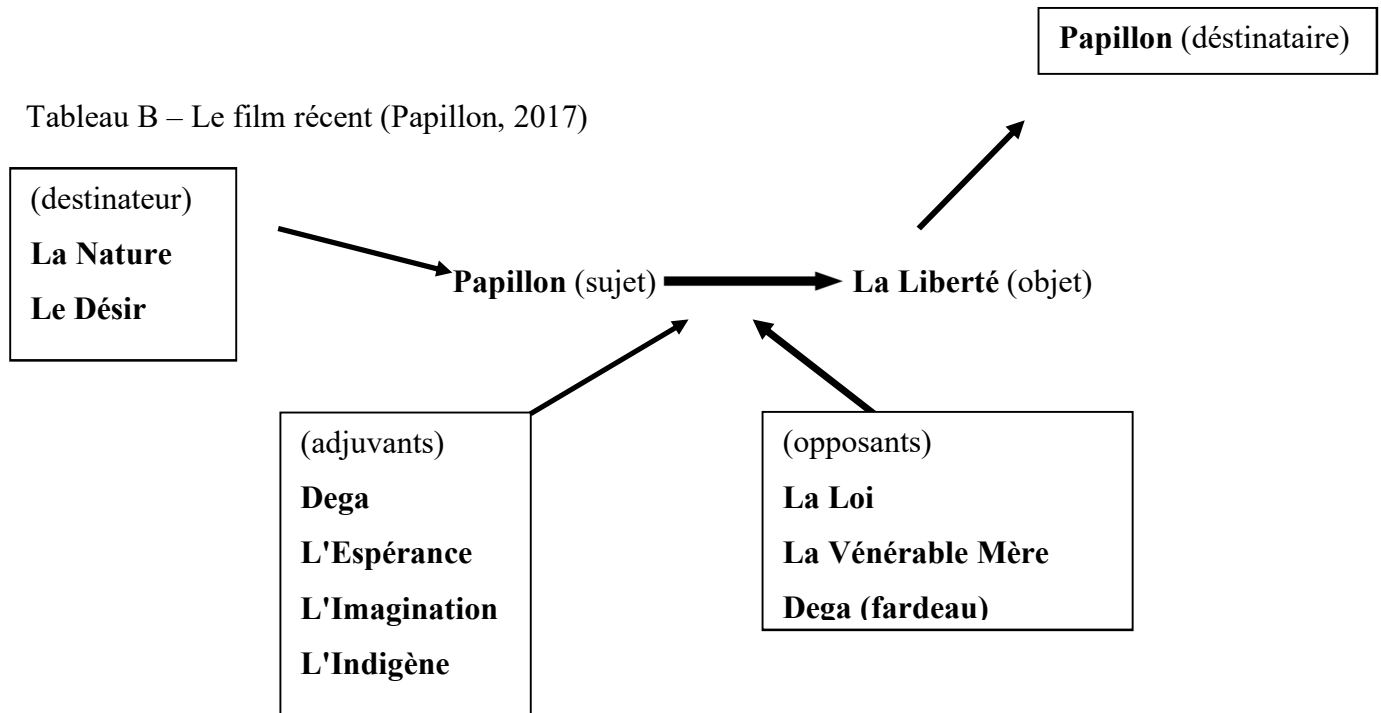 Papillon (déstinataire)
Tableau B – Le film récent (Papillon, 2017)
(destinateur)
La Nature
Le Désir
Papillon (sujet)
La Liberté (objet)
(adjuvants)
Dega
L'Espérance
L'Imagination
L'Indigène
(opposants)
La Loi
La Vénérable Mère
Dega (fardeau)